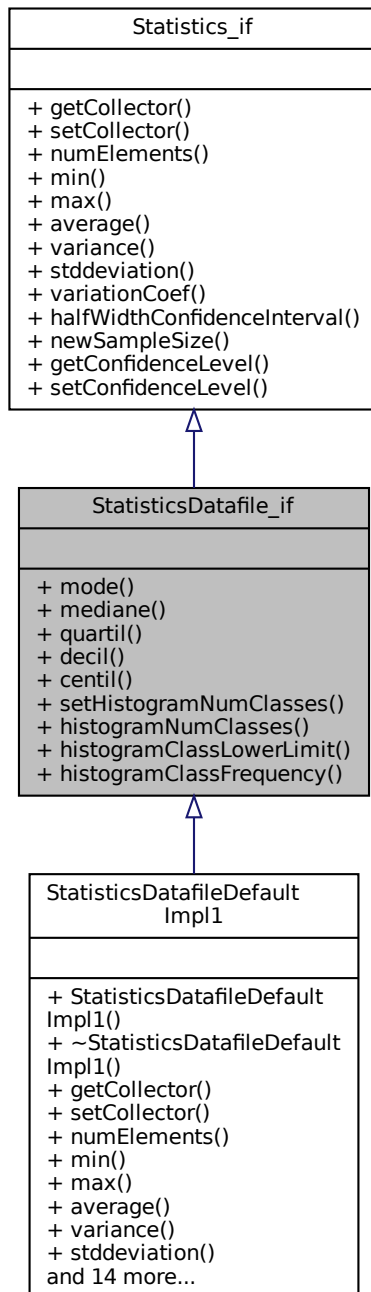 Statistics_if
+ getCollector()
+ setCollector()
+ numElements()
+ min()
+ max()
+ average()
+ variance()
+ stddeviation()
+ variationCoef()
+ halfWidthConfidenceInterval()
+ newSampleSize()
+ getConfidenceLevel()
+ setConfidenceLevel()
StatisticsDatafile_if
+ mode()
+ mediane()
+ quartil()
+ decil()
+ centil()
+ setHistogramNumClasses()
+ histogramNumClasses()
+ histogramClassLowerLimit()
+ histogramClassFrequency()
StatisticsDatafileDefault
Impl1
+ StatisticsDatafileDefault
Impl1()
+ ~StatisticsDatafileDefault
Impl1()
+ getCollector()
+ setCollector()
+ numElements()
+ min()
+ max()
+ average()
+ variance()
+ stddeviation()
and 14 more...